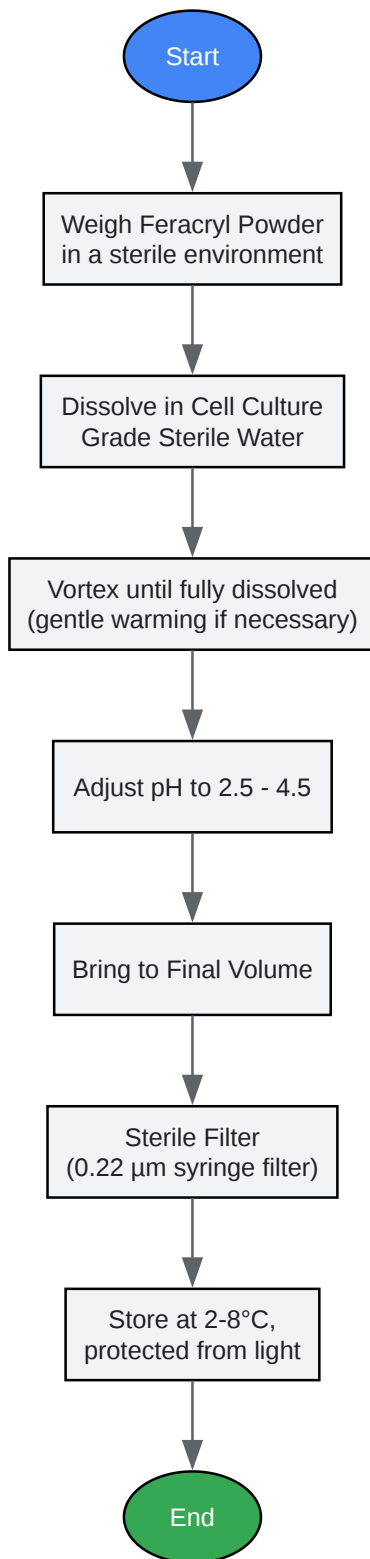 Start
Weigh Feracryl Powder
in a sterile environment
Dissolve in Cell Culture
Grade Sterile Water
Vortex until fully dissolved
(gentle warming if necessary)
Adjust pH to 2.5 - 4.5
Bring to Final Volume
Sterile Filter
(0.22 µm syringe filter)
Store at 2-8°C,
protected from light
End